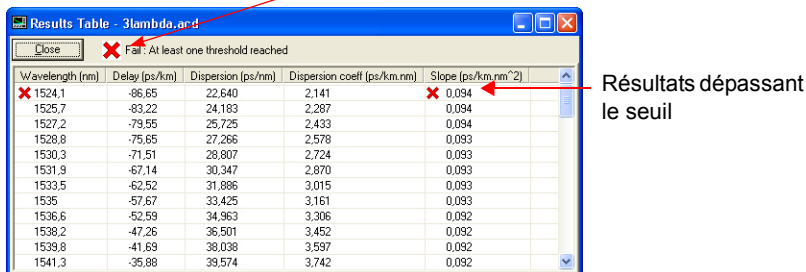 Results Table - 3lambda.acd
Close
Fail : At least one threshold reached
Wavelength (nm) Delay (ps/km) Dispersion (ps/nm) Dispersion coeff (ps/km.nm) Slope (ps/km.nm^2)
1524,1 -86,65 22,640 2,141 0,094
1525,7 -83,22 24,183 2,287 0,094
1527,2 -79,55 25,725 2,433 0,094
1528,8 -75,65 27,266 2,578 0,093
1530,3 -71,51 28,807 2,724 0,093
1531,9 -67,14 30,347 2,870 0,093
1533,5 -62,52 31,886 3,015 0,093
1535 -57,67 33,425 3,161 0,093
1536,6 -52,59 34,963 3,306 0,092
1538,2 -47,26 36,501 3,452 0,092
1539,8 -41,69 38,038 3,597 0,092
1541,3 -35,88 39,574 3,742 0,092
Résultats dépassant
le seuil